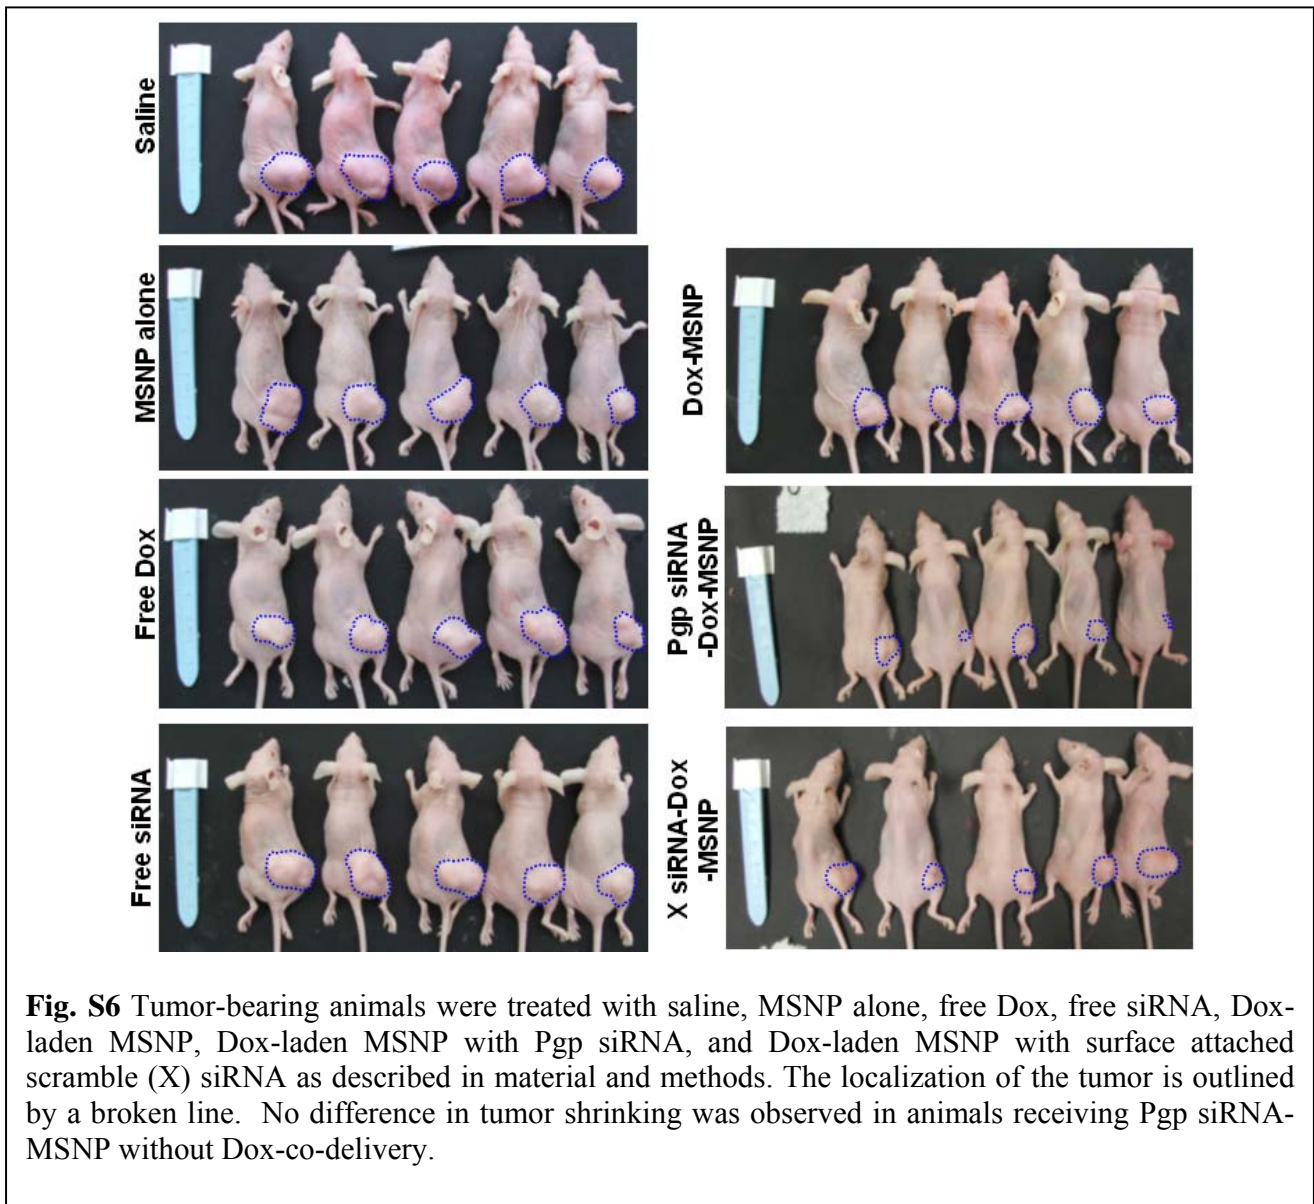 Saline
MSNP alone
Free Dox
Free siRNA
Dox-MSNP
Pgp siRNA
-Dox-MSNP
X siRNA-Dox
-MSNP
Fig. S6 Tumor-bearing animals were treated with saline, MSNP alone, free Dox, free siRNA, Dox-
laden MSNP, Dox-laden MSNP with Pgp siRNA, and Dox-laden MSNP with surface attached
scramble (X) siRNA as described in material and methods. The localization of the tumor is outlined
by a broken line. No difference in tumor shrinking was observed in animals receiving Pgp siRNA-
MSNP without Dox-co-delivery.